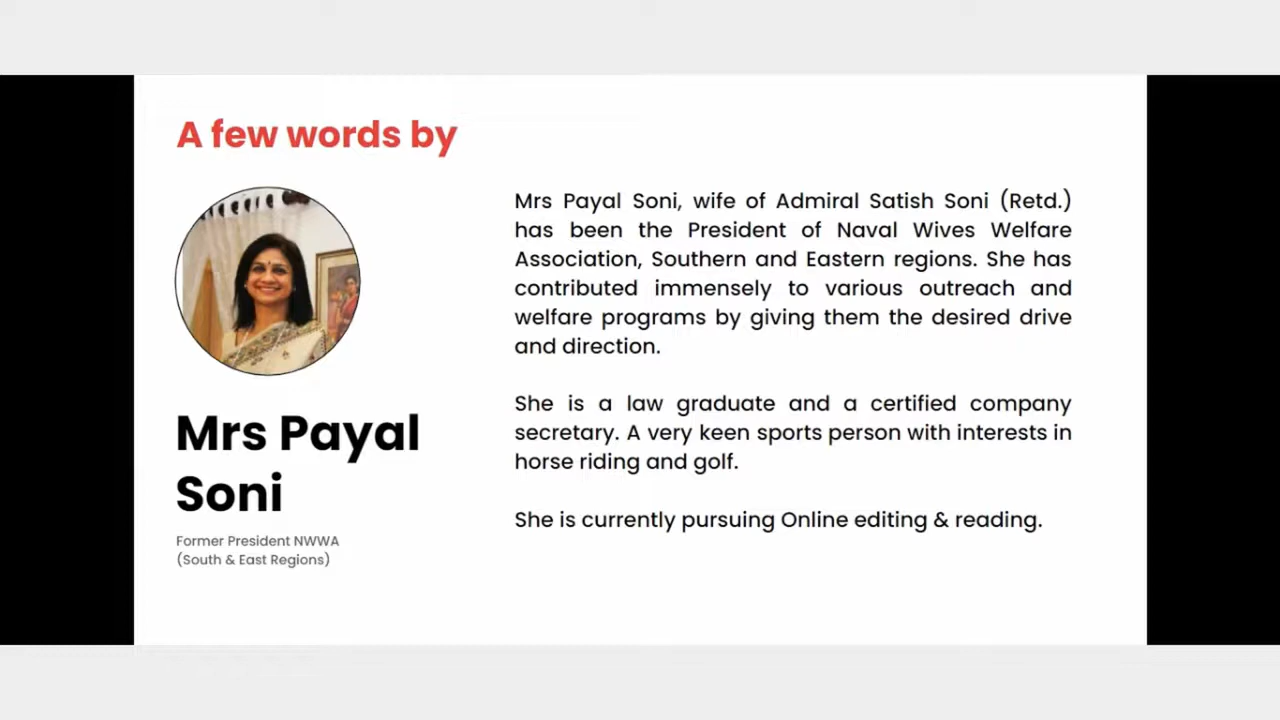 A few words by
Mrs Payal
Soni
Former President NWWA
(South & East Regions)
Mrs Payal Soni, wife of Admiral Satish Soni (Retd.)
has been the President of Naval Wives Welfare
Association, Southern and Eastern regions. She has
contributed immensely to various outreach and
welfare programs by giving them the desired drive
and direction.
She is a law graduate and a certified company
secretary. A very keen sports person with interests in
horse riding and golf.
She is currently pursuing Online editing & reading.